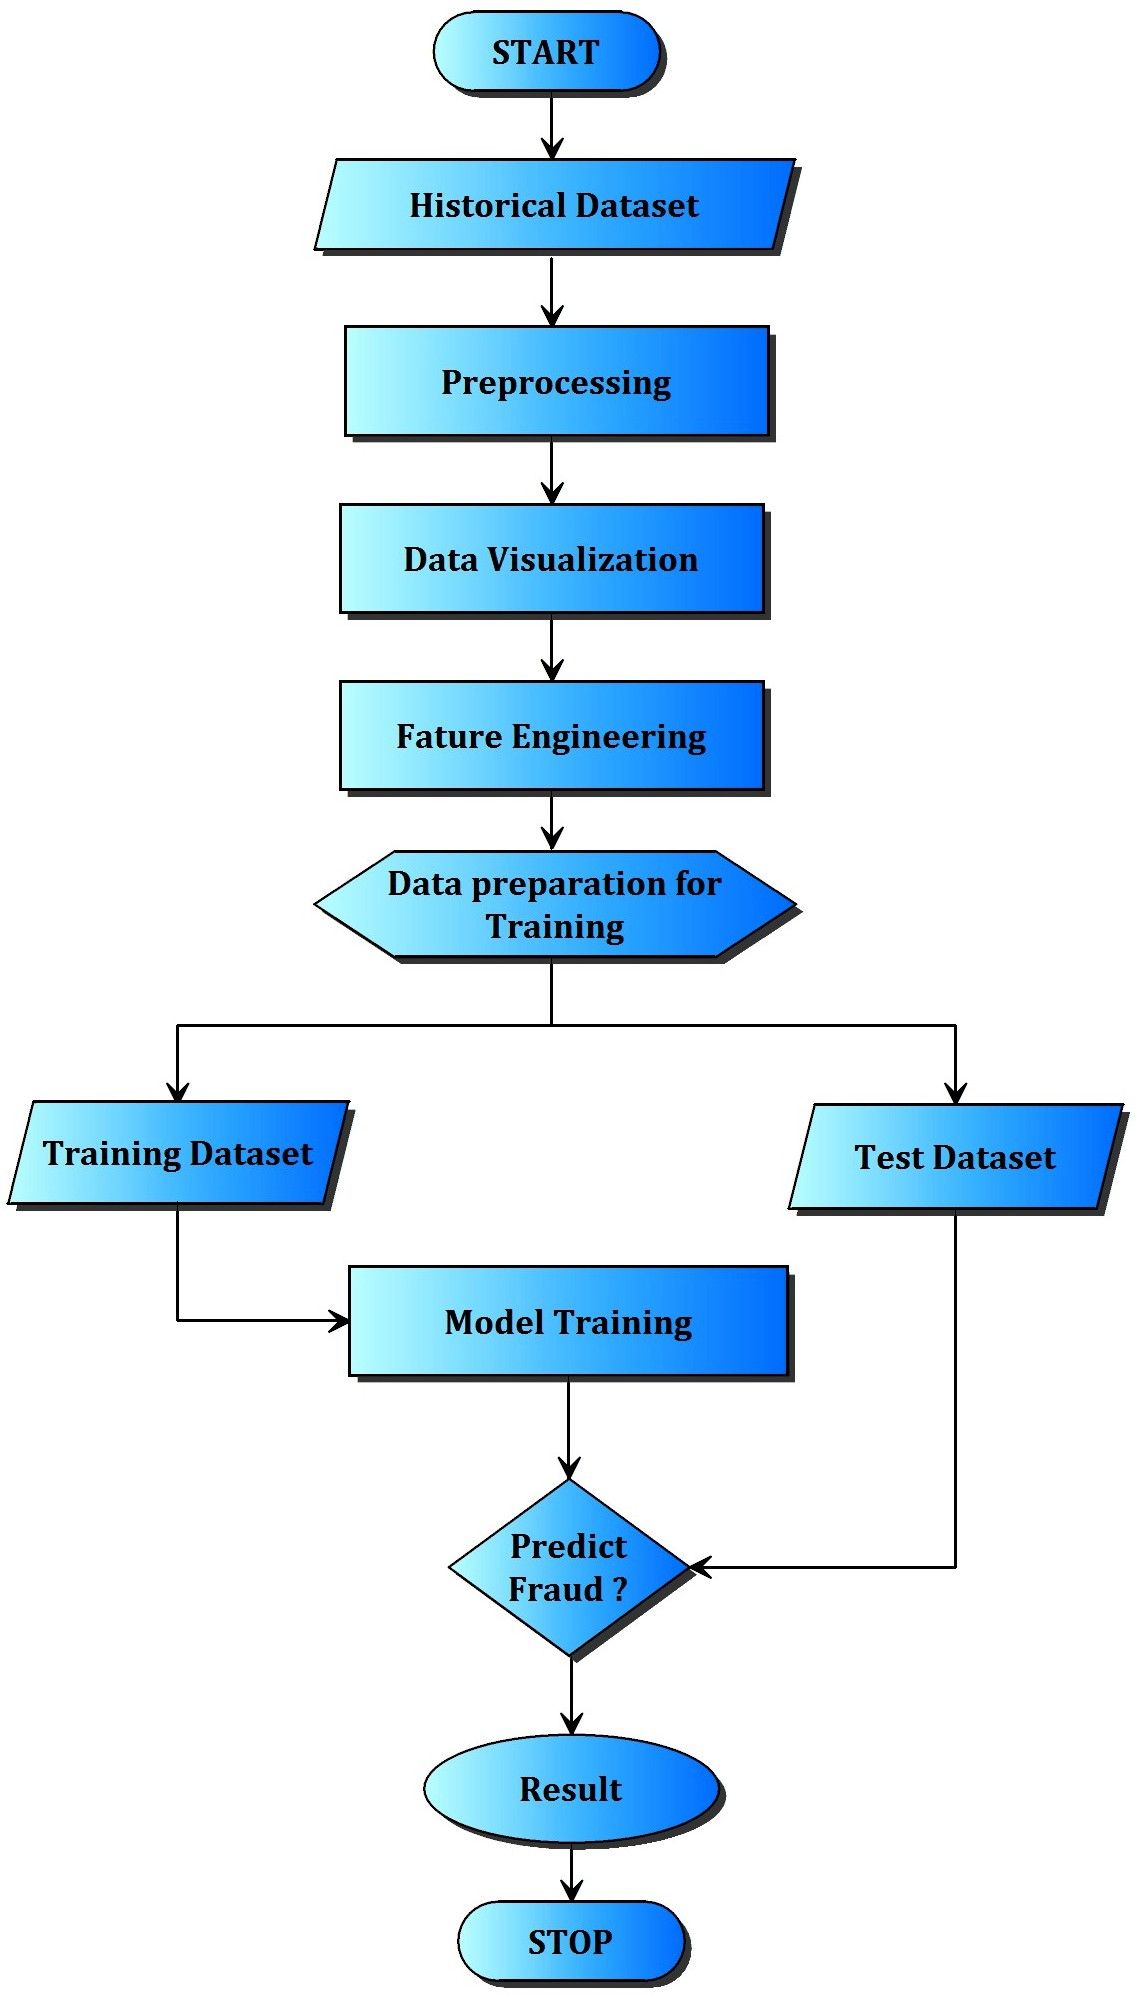 START
Historical Dataset
Preprocessing
Data Visualization
Fature Engineering
Data preparation for
Training
Training Dataset
Test Dataset
Model Training
Predict
Fraud ?
Result
STOP